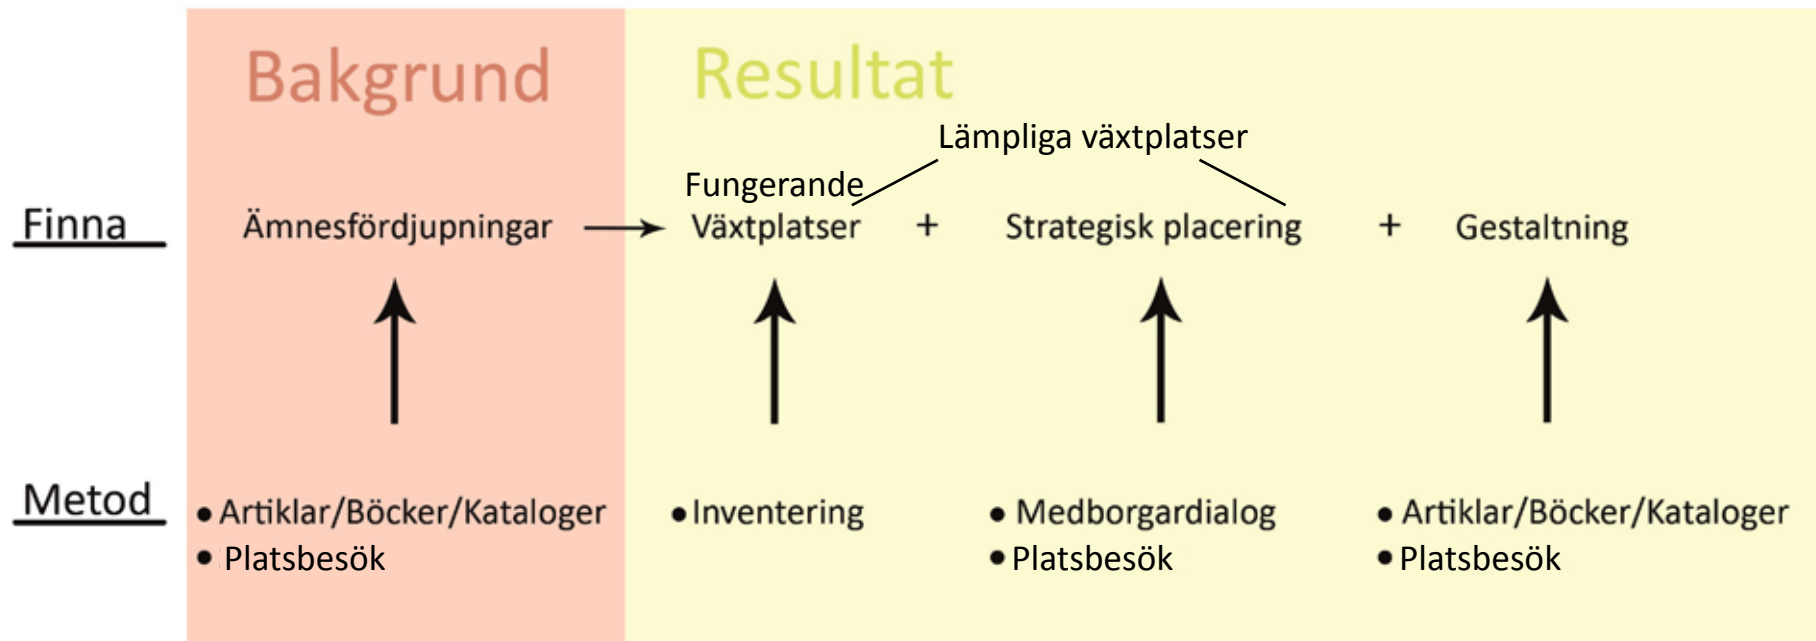 Bakgrund
Resultat
Lämpliga växtplatser
Fungerande
Finna
Ämnesfördjupningar
Växtplatser
+
Strategisk placering
+
Gestaltning
Metod
• Artiklar/Böcker/Kataloger
• Platsbesök
• Inventering
• Medborgardialog
• Platsbesök
• Artiklar/Böcker/Kataloger
• Platsbesök